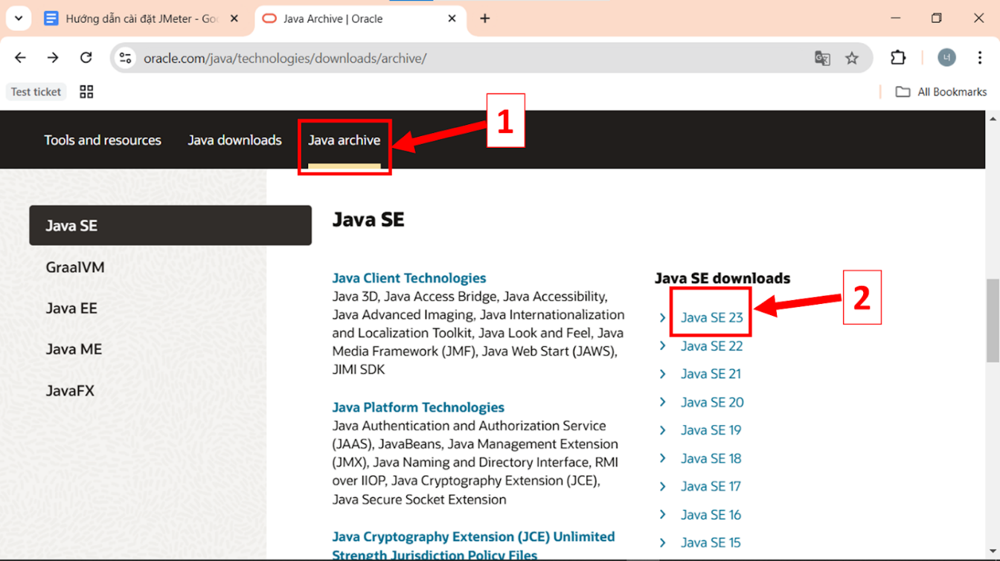 Hướng dẫn cài đặt JMeter - Goo
Java Archive | Oracle
oracle.com/java/technologies/downloads/archive/
너
Test ticket
All Bookmarks
1
Tools and resources
Java downloads
Java archive
Java SE
GraalVM
Java EE
Java ME
JavaFX
Java SE
Java Client Technologies
Java 3D, Java Access Bridge, Java Accessibility,
Java Advanced Imaging, Java Internationalization
and Localization Toolkit, Java Look and Feel, Java
Media Framework (JMF), Java Web Start (JAWS),
JIMI SDK
Java Platform Technologies
Java Authentication and Authorization Service
(JAAS), JavaBeans, Java Management Extension
(JMX), Java Naming and Directory Interface, RMI
over IIOP, Java Cryptography Extension (JCE),
Java Secure Socket Extension
Java Cryptography Extension (JCE) Unlimited
Strength Jurisdiction Policy Files
Java SE downloads
2
Java SE 23
Java SE 22
Java SE 21
Java SE 20
Java SE 19
Java SE 18
Java SE 17
Java SE 16
Java SE 15